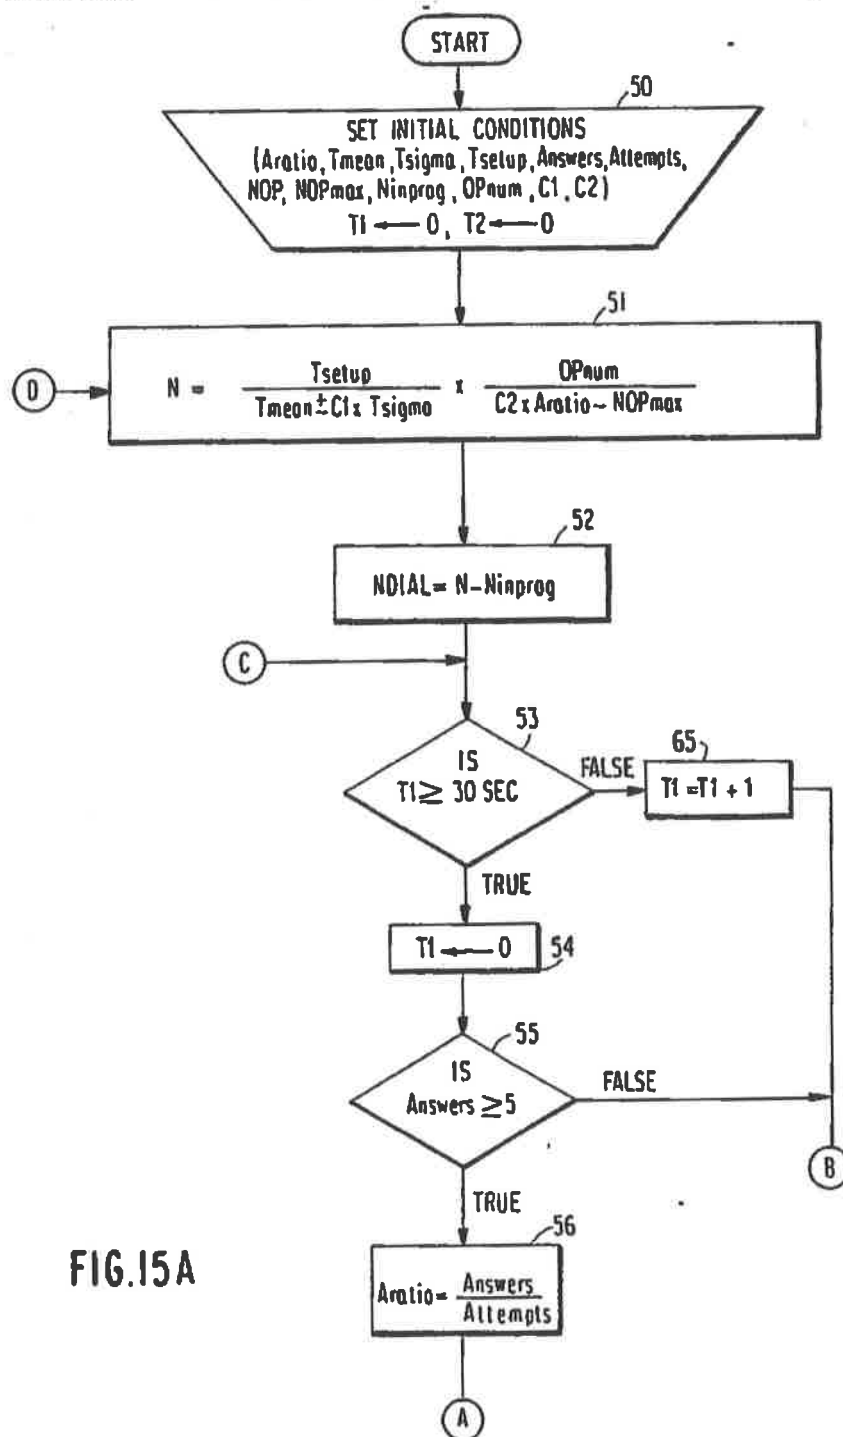 START
50
SET INITIAL CONDITIONS
(Aratio, Tmean, Tsigma, Tsetup, Answers, Attempts,
NOP, NOPmax, Ninprog, OPnum, C1, C2)
T1 ← 0, T2 ← 0
51
D
N = Tsetup / Tmean ± C1 x Tsigma x OPnum / C2 x Aratio - NOPmax
52
NDIAL = N - Ninprog
C
53
IS
T1 ≥ 30 SEC
FALSE
65
T1 = T1 + 1
TRUE
T1 ← 0
54
55
IS
Answers ≥ 5
FALSE
B
TRUE
56
Aratio = Answers / Attempts
FIG.15A
A